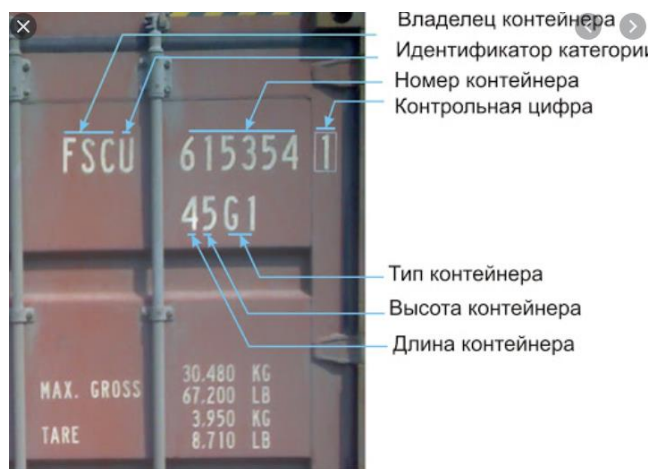 Владелец контейнера
Идентификатор категории
Номер контейнера
Контрольная цифра
FSCU 615354 1
45G1
Тип контейнера
Высота контейнера
Длина контейнера
MAX. GROSS 30.480 KG
67.200 LB
TARE 3.950 KG
8.710 LB